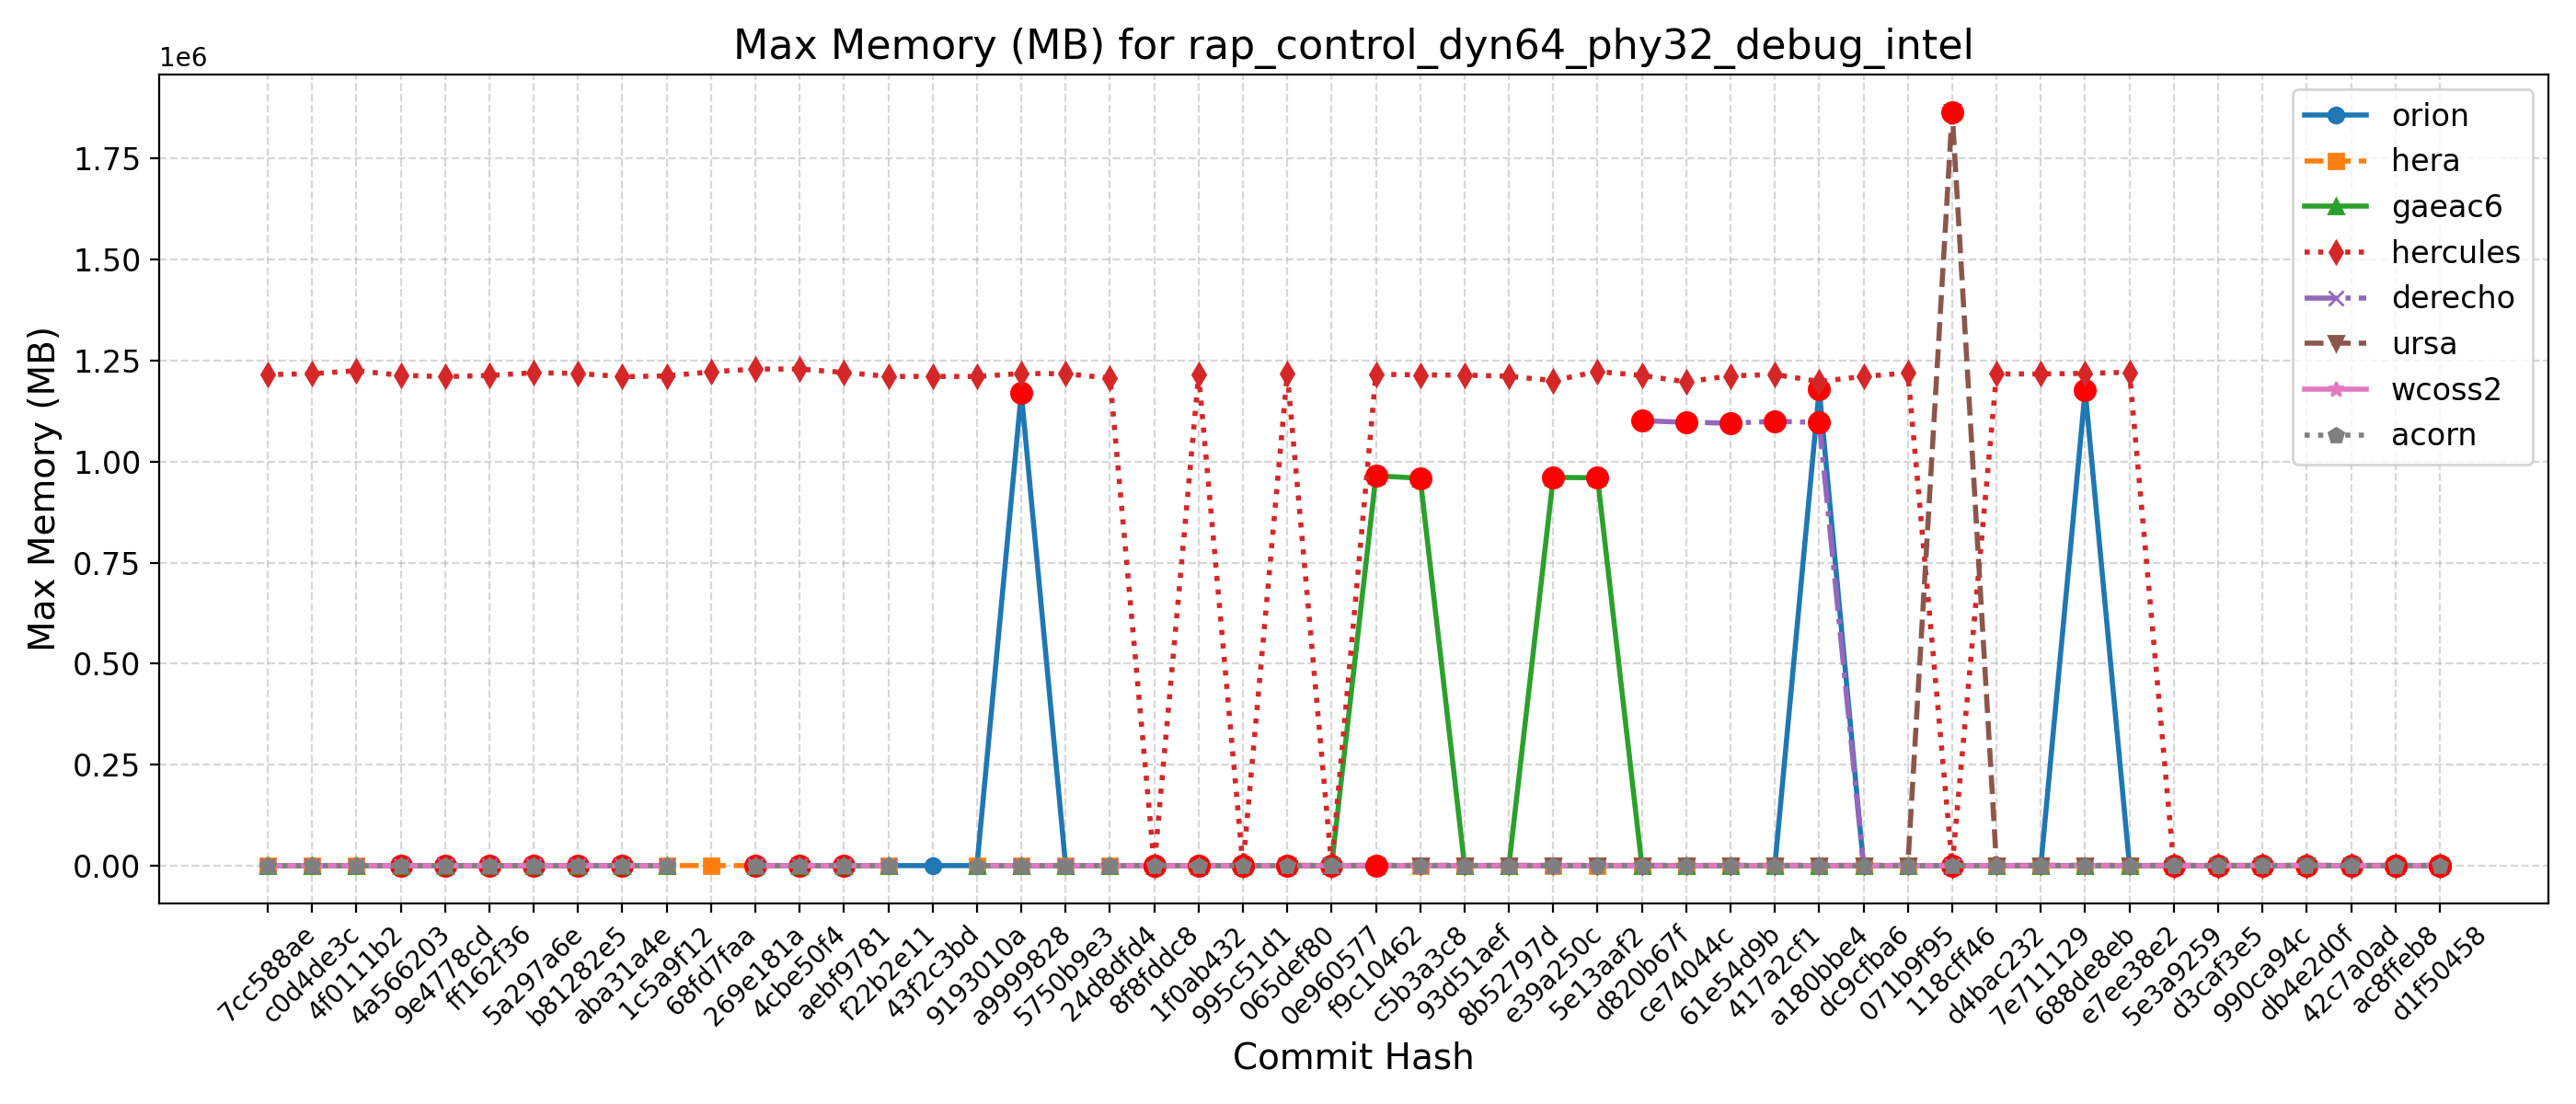 Max Memory (MB) for rap_control_dyn64_phy32_debug_intel
1e6
1.75
1.50
1.25
1.00
0.75
0.50
0.25
0.00
Max Memory (MB)
orion
hera
gaeac6
hercules
derecho
ursa
wcoss2
acorn
7cc588ae
c0d4de3c
4f0111b2
4a566203
9e4778cd
ff162f36
5a297a6e
b81282e5
aba31a4e
1c5a9f12
68fd7faa
269e181a
4cbe50f4
aebf9781
f22b2e11
43f2c3bd
9193010a
a9999828
5750b9e3
24d8dfd4
8f8fddc8
1f0ab432
995c51d1
065def80
0e960577
f9c10462
c5b3a3c8
93d51aef
8b52797d
e39a250c
5e13aaf2
d820b67f
ce74044c
61e54d9b
417a2cf1
a180bbe4
dc9cfba6
071b9f95
118cff46
d4bac232
7e711129
688de8eb
e7ee38e2
5e3a9259
d3caf3e5
990ca94c
db4e2d0f
42c7a0ad
ac8ffeb8
d1f50458
Commit Hash